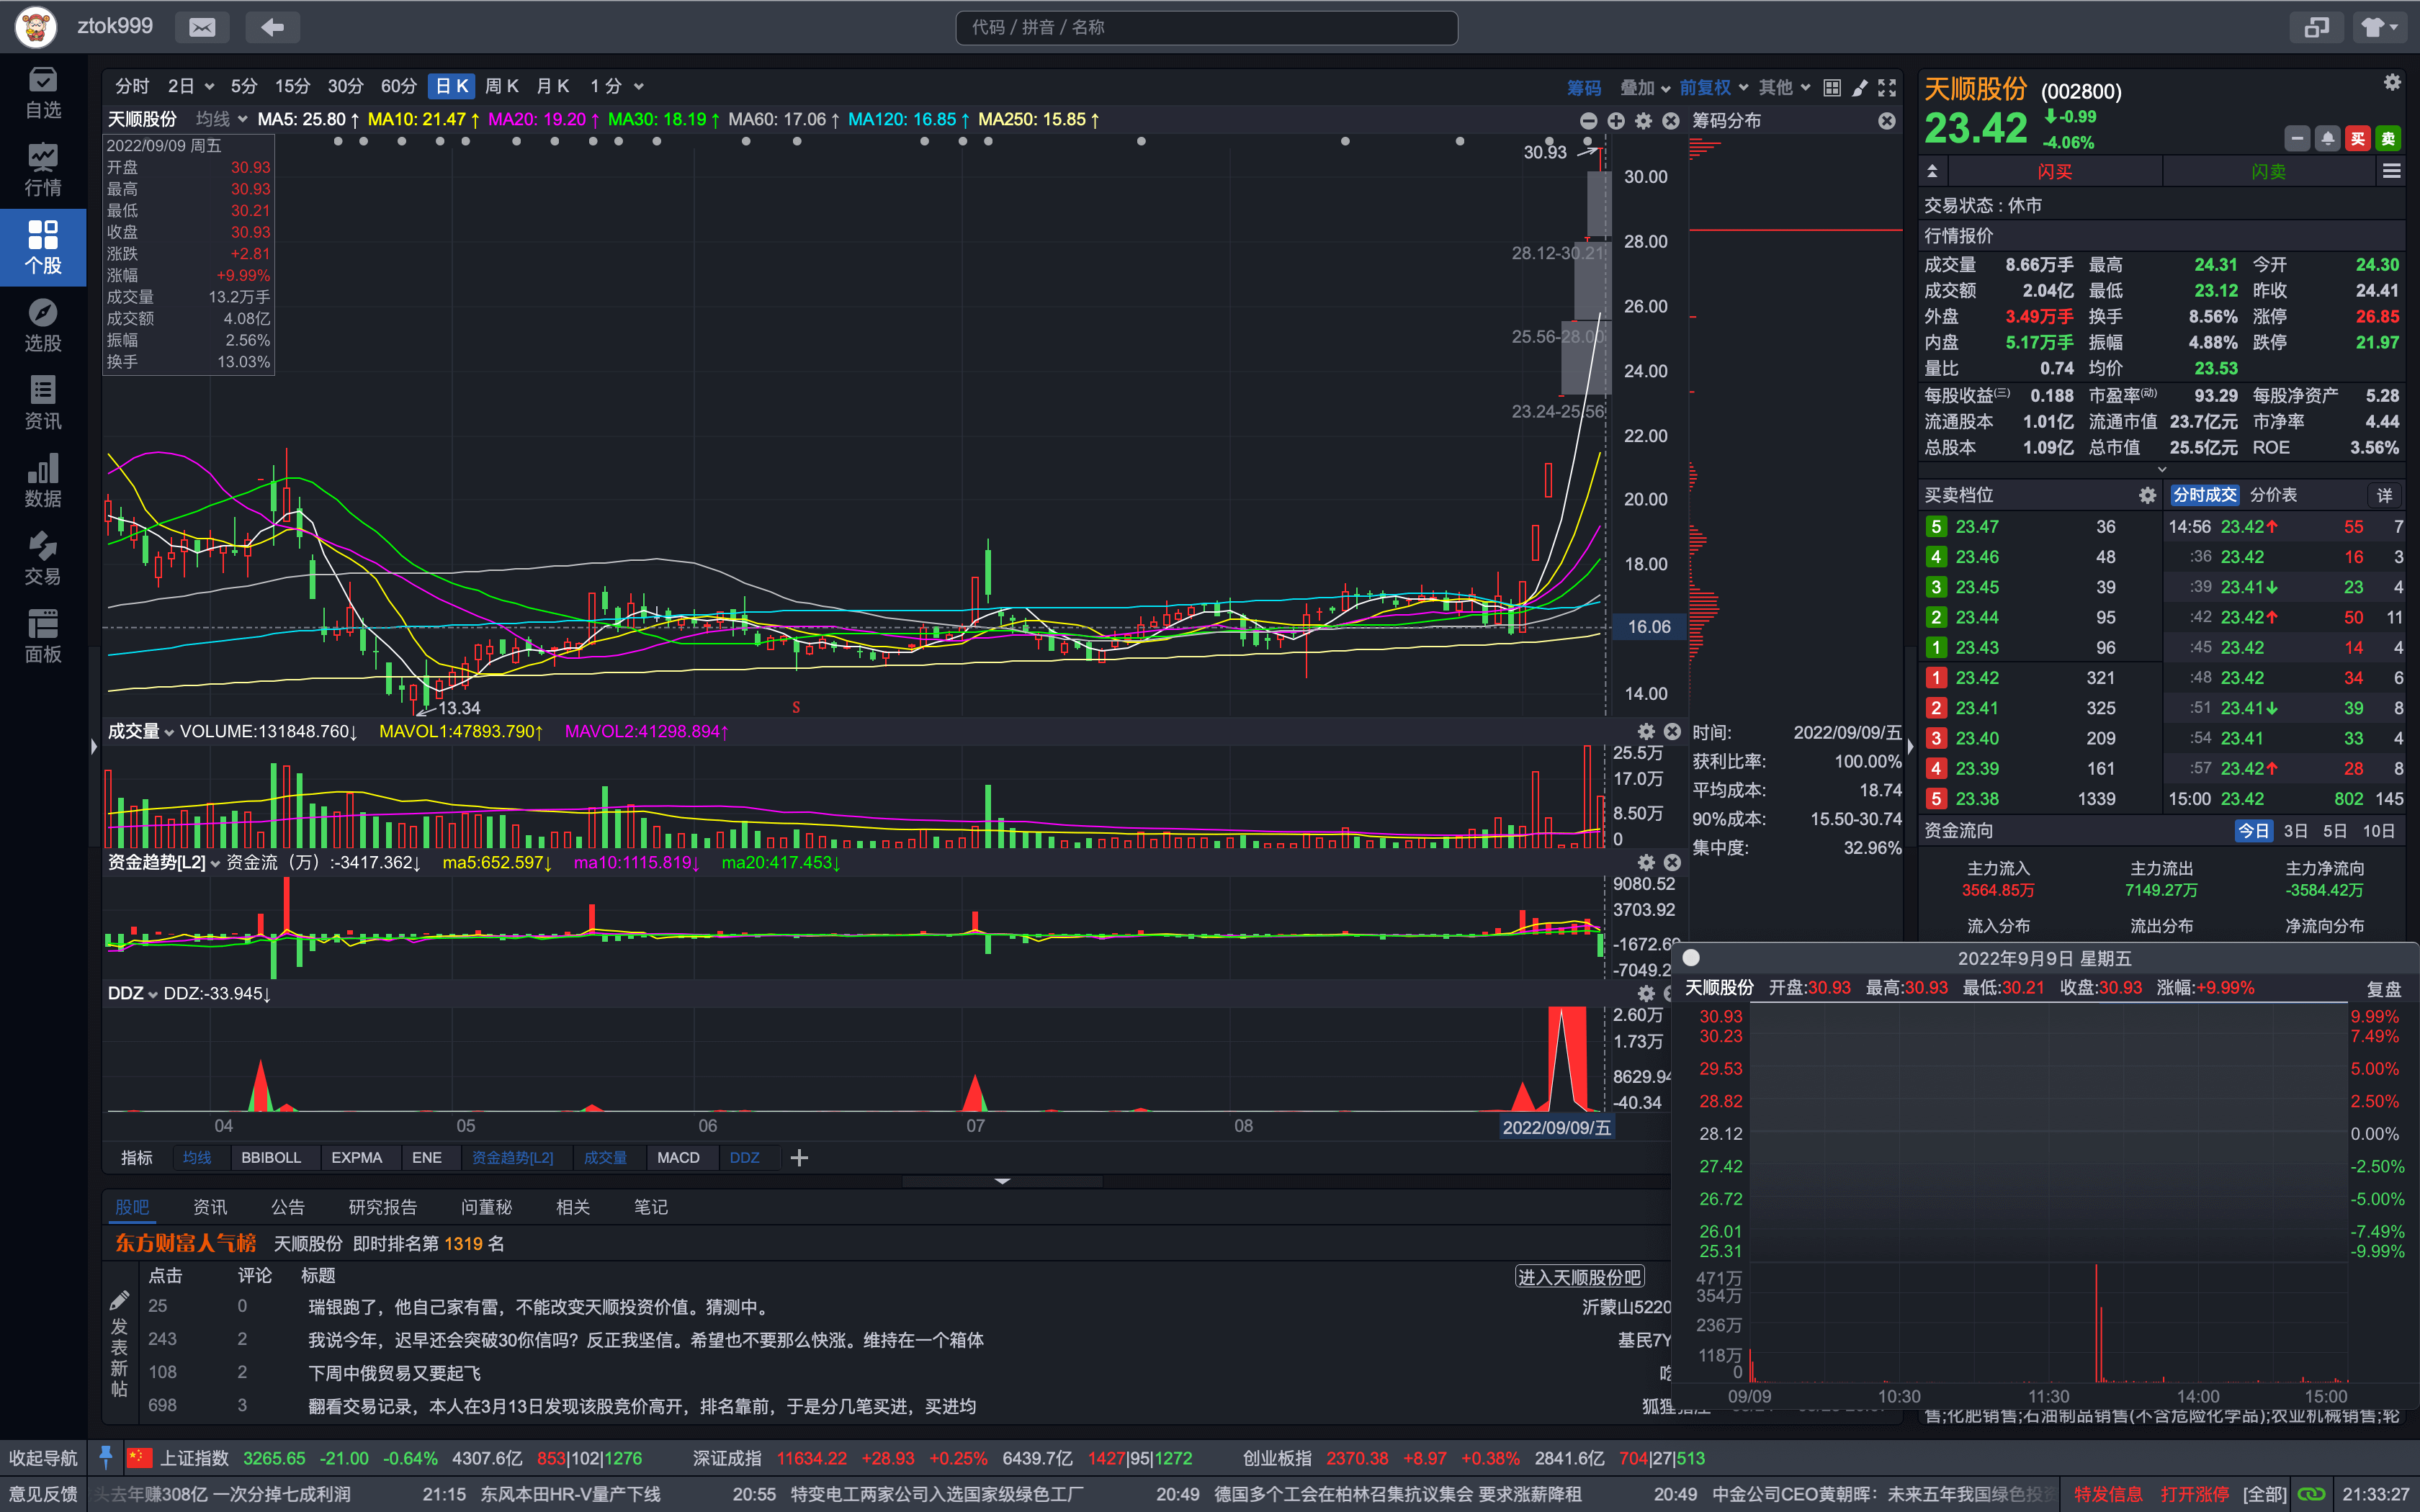 ztok999
代码 / 拼音 / 名称
自选
行情
个股
选股
资讯
数据
交易
面板
分时 2日 5分 15分 30分 60分 日K 周K 月K 1分
筹码 叠加 前复权 其他
天顺股份 均线 MA5: 25.80↑ MA10: 21.47↑ MA20: 19.20↑ MA30: 18.19↑ MA60: 17.06↑ MA120: 16.85↑ MA250: 15.85↑
筹码分布
2022/09/09 周五
开盘 30.93
最高 30.93
最低 30.21
收盘 30.93
涨跌 +2.81
涨幅 +9.99%
成交量 13.2万手
成交额 4.08亿
振幅 2.56%
换手 13.03%
30.93
28.12-30.21
25.56-28.00
23.24-25.56
13.34
S
30.00
28.00
26.00
24.00
22.00
20.00
18.00
16.06
14.00
成交量 VOLUME:131848.760↓ MAVOL1:47893.790↑ MAVOL2:41298.894↑
25.5万
17.0万
8.50万
0
时间: 2022/09/09/五
获利比率: 100.00%
平均成本: 18.74
90%成本: 15.50-30.74
集中度: 32.96%
资金趋势[L2] 资金流（万）:-3417.362↓ ma5:652.597↓ ma10:1115.819↓ ma20:417.453↓
9080.52
3703.92
-1672.69
-7049.2
DDZ DDZ:-33.945↓
2.60万
1.73万
8629.94
-40.34
04 05 06 07 08 2022/09/09/五
指标 均线 BBIBOLL EXPMA ENE 资金趋势[L2] 成交量 MACD DDZ
股吧 资讯 公告 研究报告 问董秘 相关 笔记
东方财富人气榜 天顺股份 即时排名第 1319 名
点击 评论 标题 进入天顺股份吧
发表新帖
25 0 瑞银跑了，他自己家有雷，不能改变天顺投资价值。猜测中。 沂蒙山5220
243 2 我说今年，迟早还会突破30你信吗？反正我坚信。希望也不要那么快涨。维持在一个箱体 基民7Y
108 2 下周中俄贸易又要起飞
698 3 翻看交易记录，本人在3月13日发现该股竞价高开，排名靠前，于是分几笔买进，买进均
天顺股份 (002800)
23.42 -0.99
-4.06%
买 卖
闪买 闪卖
交易状态 : 休市
行情报价
成交量 8.66万手 最高 24.31 今开 24.30
成交额 2.04亿 最低 23.12 昨收 24.41
外盘 3.49万手 换手 8.56% 涨停 26.85
内盘 5.17万手 振幅 4.88% 跌停 21.97
量比 0.74 均价 23.53
每股收益(三) 0.188 市盈率(动) 93.29 每股净资产 5.28
流通股本 1.01亿 流通市值 23.7亿元 市净率 4.44
总股本 1.09亿 总市值 25.5亿元 ROE 3.56%
买卖档位 分时成交 分价表 详
5 23.47 36 14:56 23.42↑ 55 7
4 23.46 48 :36 23.42 16 3
3 23.45 39 :39 23.41↓ 23 4
2 23.44 95 :42 23.42↑ 50 11
1 23.43 96 :45 23.42 14 4
1 23.42 321 :48 23.42 34 6
2 23.41 325 :51 23.41↓ 39 8
3 23.40 209 :54 23.41 33 4
4 23.39 161 :57 23.42↑ 28 8
5 23.38 1339 15:00 23.42 802 145
资金流向 今日 3日 5日 10日
主力流入 主力流出 主力净流向
3564.85万 7149.27万 -3584.42万
流入分布 流出分布 净流向分布
2022年9月9日 星期五
天顺股份 开盘:30.93 最高:30.93 最低:30.21 收盘:30.93 涨幅:+9.99% 复盘
30.93 9.99%
30.23 7.49%
29.53 5.00%
28.82 2.50%
28.12 0.00%
27.42 -2.50%
26.72 -5.00%
26.01 -7.49%
25.31 -9.99%
471万
354万
236万
118万
0
09/09 10:30 11:30 14:00 15:00
售;化肥销售;石油制品销售(不含危险化学品);农业机械销售;轮
收起导航 上证指数 3265.65 -21.00 -0.64% 4307.6亿 853|102|1276 深证成指 11634.22 +28.93 +0.25% 6439.7亿 1427|95|1272 创业板指 2370.38 +8.97 +0.38% 2841.6亿 704|27|513
意见反馈 头去年赚308亿 一次分掉七成利润 21:15 东风本田HR-V量产下线 20:55 特变电工两家公司入选国家级绿色工厂 20:49 德国多个工会在柏林召集抗议集会 要求涨薪降租 20:49 中金公司CEO黄朝晖：未来五年我国绿色投资 特发信息 打开涨停 [全部] 21:33:27